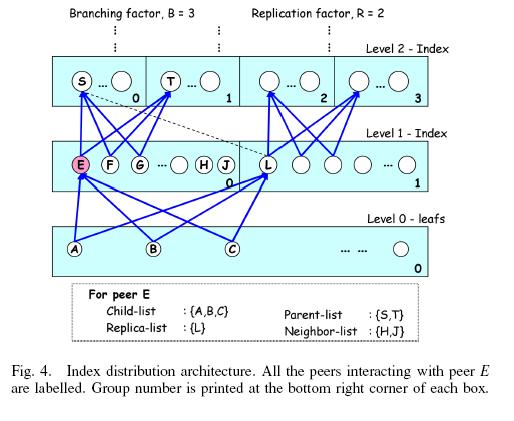 Branching factor, B = 3 Replication factor, R = 2
Level 2 - Index
S ... T ... ... ...
0 1 2 3
Level 1 - Index
E F G ... H J L ...
0 1
Level 0 - leafs
A B C ... ...
0
For peer E
Child-list : {A,B,C} Parent-list : {S,T}
Replica-list : {L} Neighbor-list : {H,J}
Fig. 4. Index distribution architecture. All the peers interacting with peer E
are labelled. Group number is printed at the bottom right corner of each box.